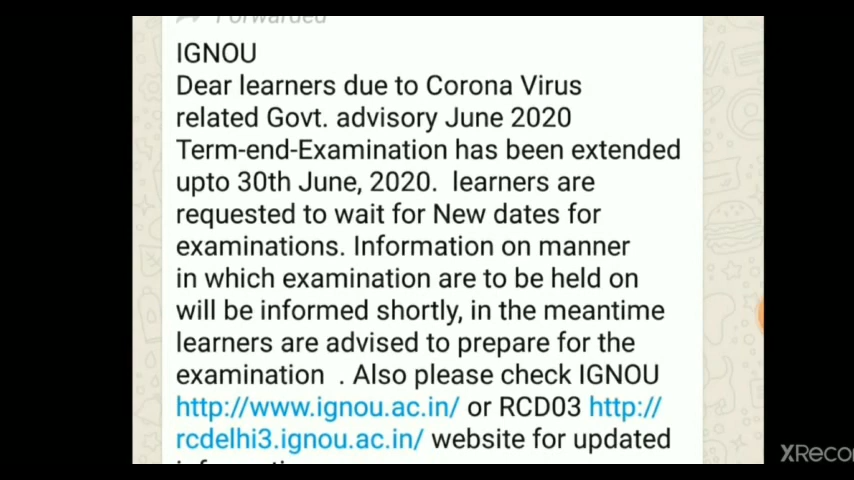 Forwarded
IGNOU
Dear learners due to Corona Virus
related Govt. advisory June 2020
Term-end-Examination has been extended
upto 30th June, 2020.  learners are
requested to wait for New dates for
examinations. Information on manner
in which examination are to be held on
will be informed shortly, in the meantime
learners are advised to prepare for the
examination  . Also please check IGNOU
http://www.ignou.ac.in/ or RCD03 http://
rcdelhi3.ignou.ac.in/ website for updated